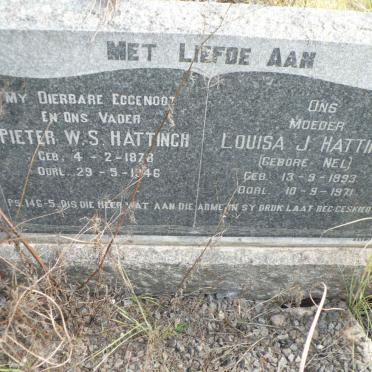 MET LIEFDE AAN
MY DIERBARE EGGENOOT
EN ONS VADER
PIETER W.S. HATTINGH
GEB. 4-2-1878
OORL. 29-5-1946
ONS
MOEDER
LOUISA J. HATTIN
(GEBORE NEL)
GEB. 13-9-1893
OORL. 10-9-1971
PS. 146-5. DIS DIE HEER WAT AAN DIE ARME IN SY DRUK LAAT REG GESKIED